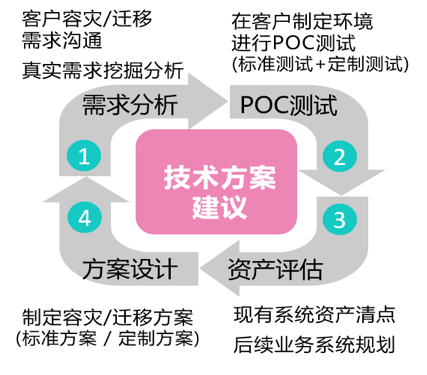 客户容灾/迁移
需求沟通
真实需求挖掘分析
在客户制定环境
进行POC测试
(标准测试+定制测试)
需求分析
POC测试
1
2
技术方案
建议
4
3
方案设计
资产评估
制定容灾/迁移方案
(标准方案 / 定制方案)
现有系统资产清点
后续业务系统规划